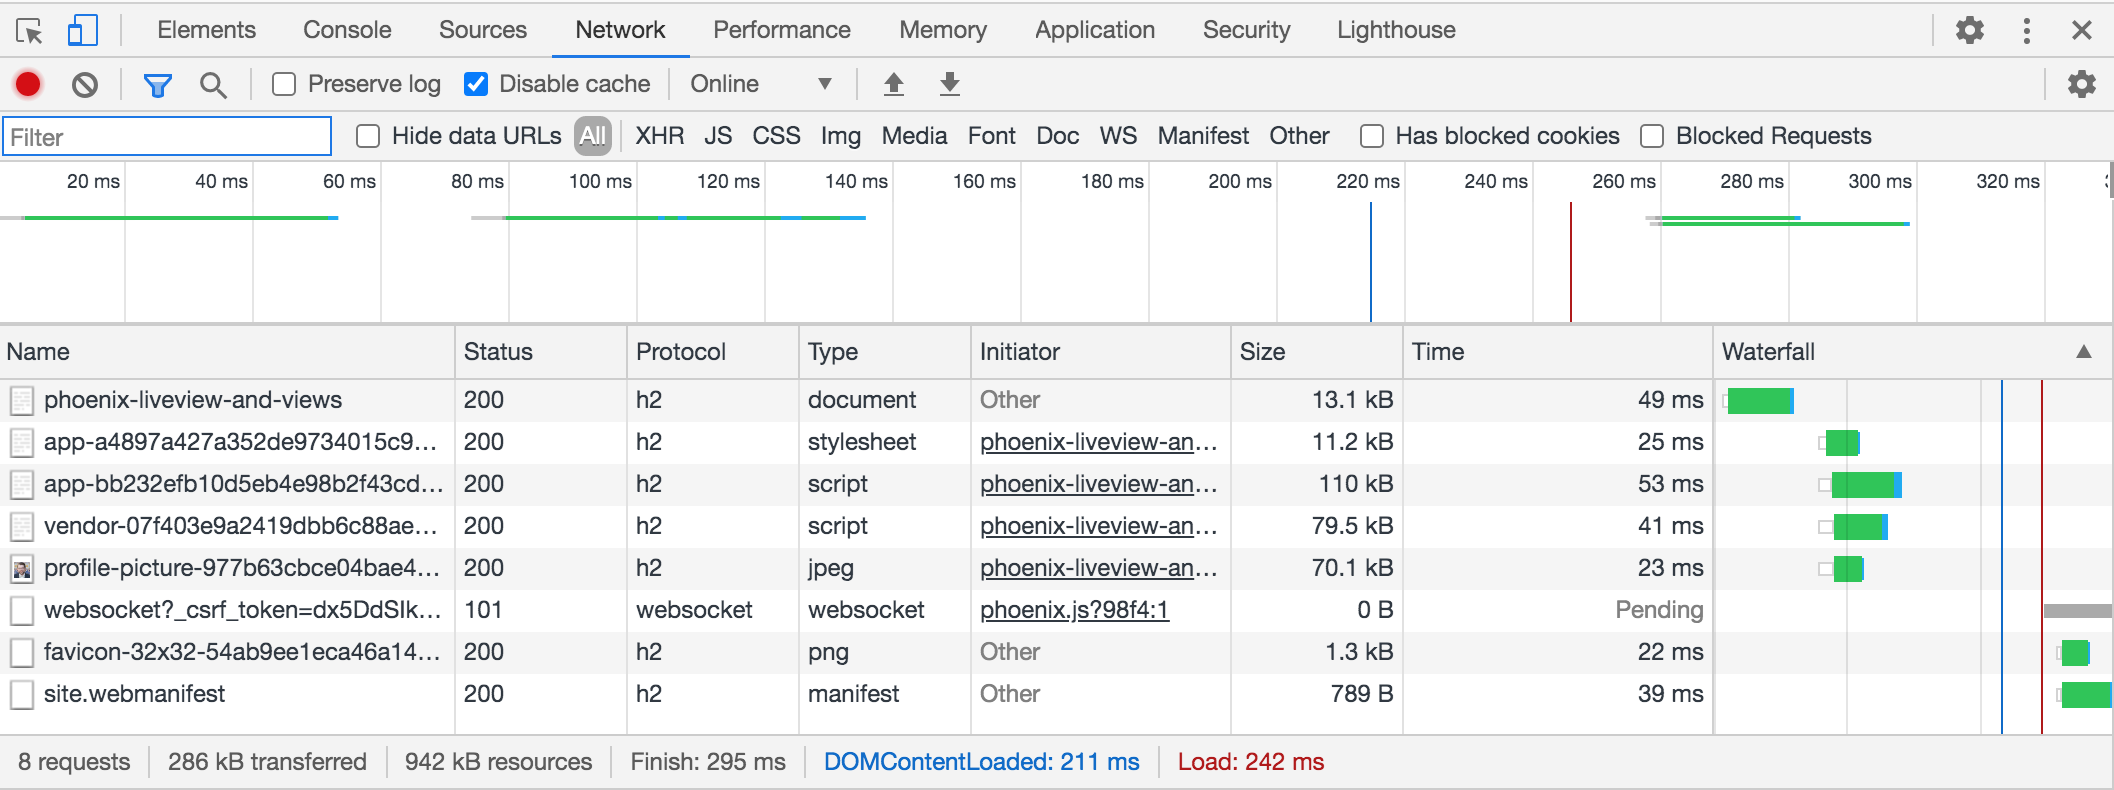 Elements Console Sources Network Performance Memory Application Security Lighthouse
Preserve log Disable cache Online
Filter Hide data URLs All XHR JS CSS Img Media Font Doc WS Manifest Other Has blocked cookies Blocked Requests
20 ms 40 ms 60 ms 80 ms 100 ms 120 ms 140 ms 160 ms 180 ms 200 ms 220 ms 240 ms 260 ms 280 ms 300 ms 320 ms
Name Status Protocol Type Initiator Size Time Waterfall
phoenix-liveview-and-views 200 h2 document Other 13.1 kB 49 ms
app-a4897a427a352de9734015c9... 200 h2 stylesheet phoenix-liveview-an... 11.2 kB 25 ms
app-bb232efb10d5eb4e98b2f43cd... 200 h2 script phoenix-liveview-an... 110 kB 53 ms
vendor-07f403e9a2419dbb6c88ae... 200 h2 script phoenix-liveview-an... 79.5 kB 41 ms
profile-picture-977b63cbce04bae4... 200 h2 jpeg phoenix-liveview-an... 70.1 kB 23 ms
websocket?_csrf_token=dx5DdSIk... 101 websocket websocket phoenix.js?98f4:1 0 B Pending
favicon-32x32-54ab9ee1eca46a14... 200 h2 png Other 1.3 kB 22 ms
site.webmanifest 200 h2 manifest Other 789 B 39 ms
8 requests 286 kB transferred 942 kB resources Finish: 295 ms DOMContentLoaded: 211 ms Load: 242 ms